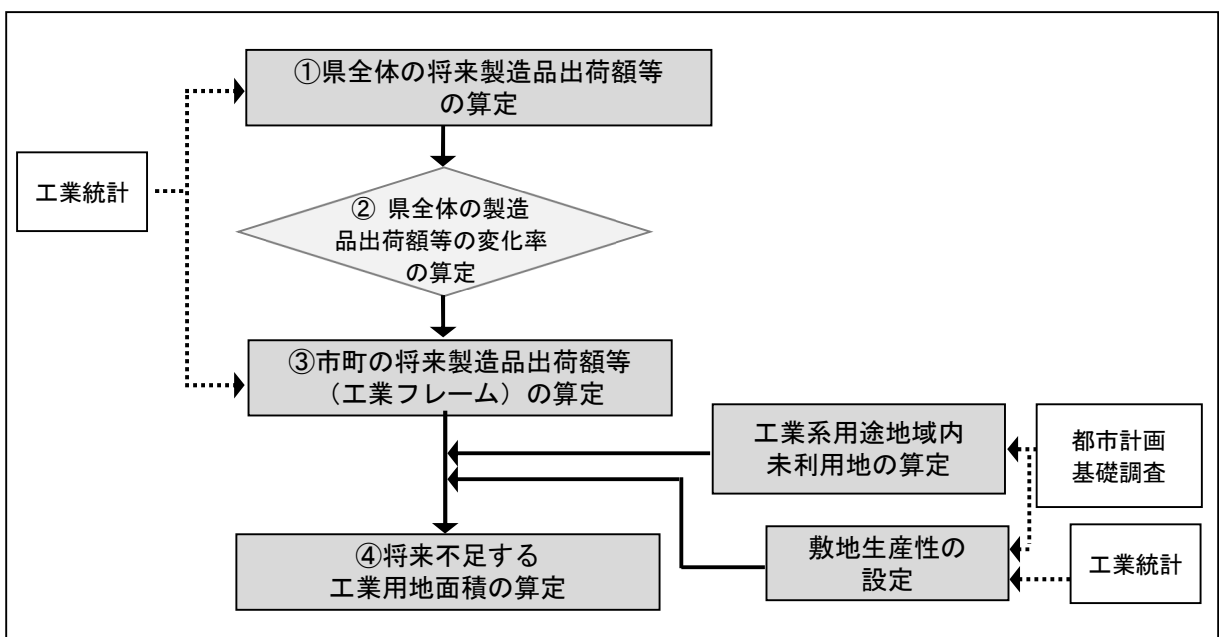 ①県全体の将来製造品出荷額等
の算定
工業統計
② 県全体の製造
品出荷額等の変化率
の算定
③市町の将来製造品出荷額等
（工業フレーム）の算定
工業系用途地域内
未利用地の算定
都市計画
基礎調査
④将来不足する
工業用地面積の算定
敷地生産性の
設定
工業統計